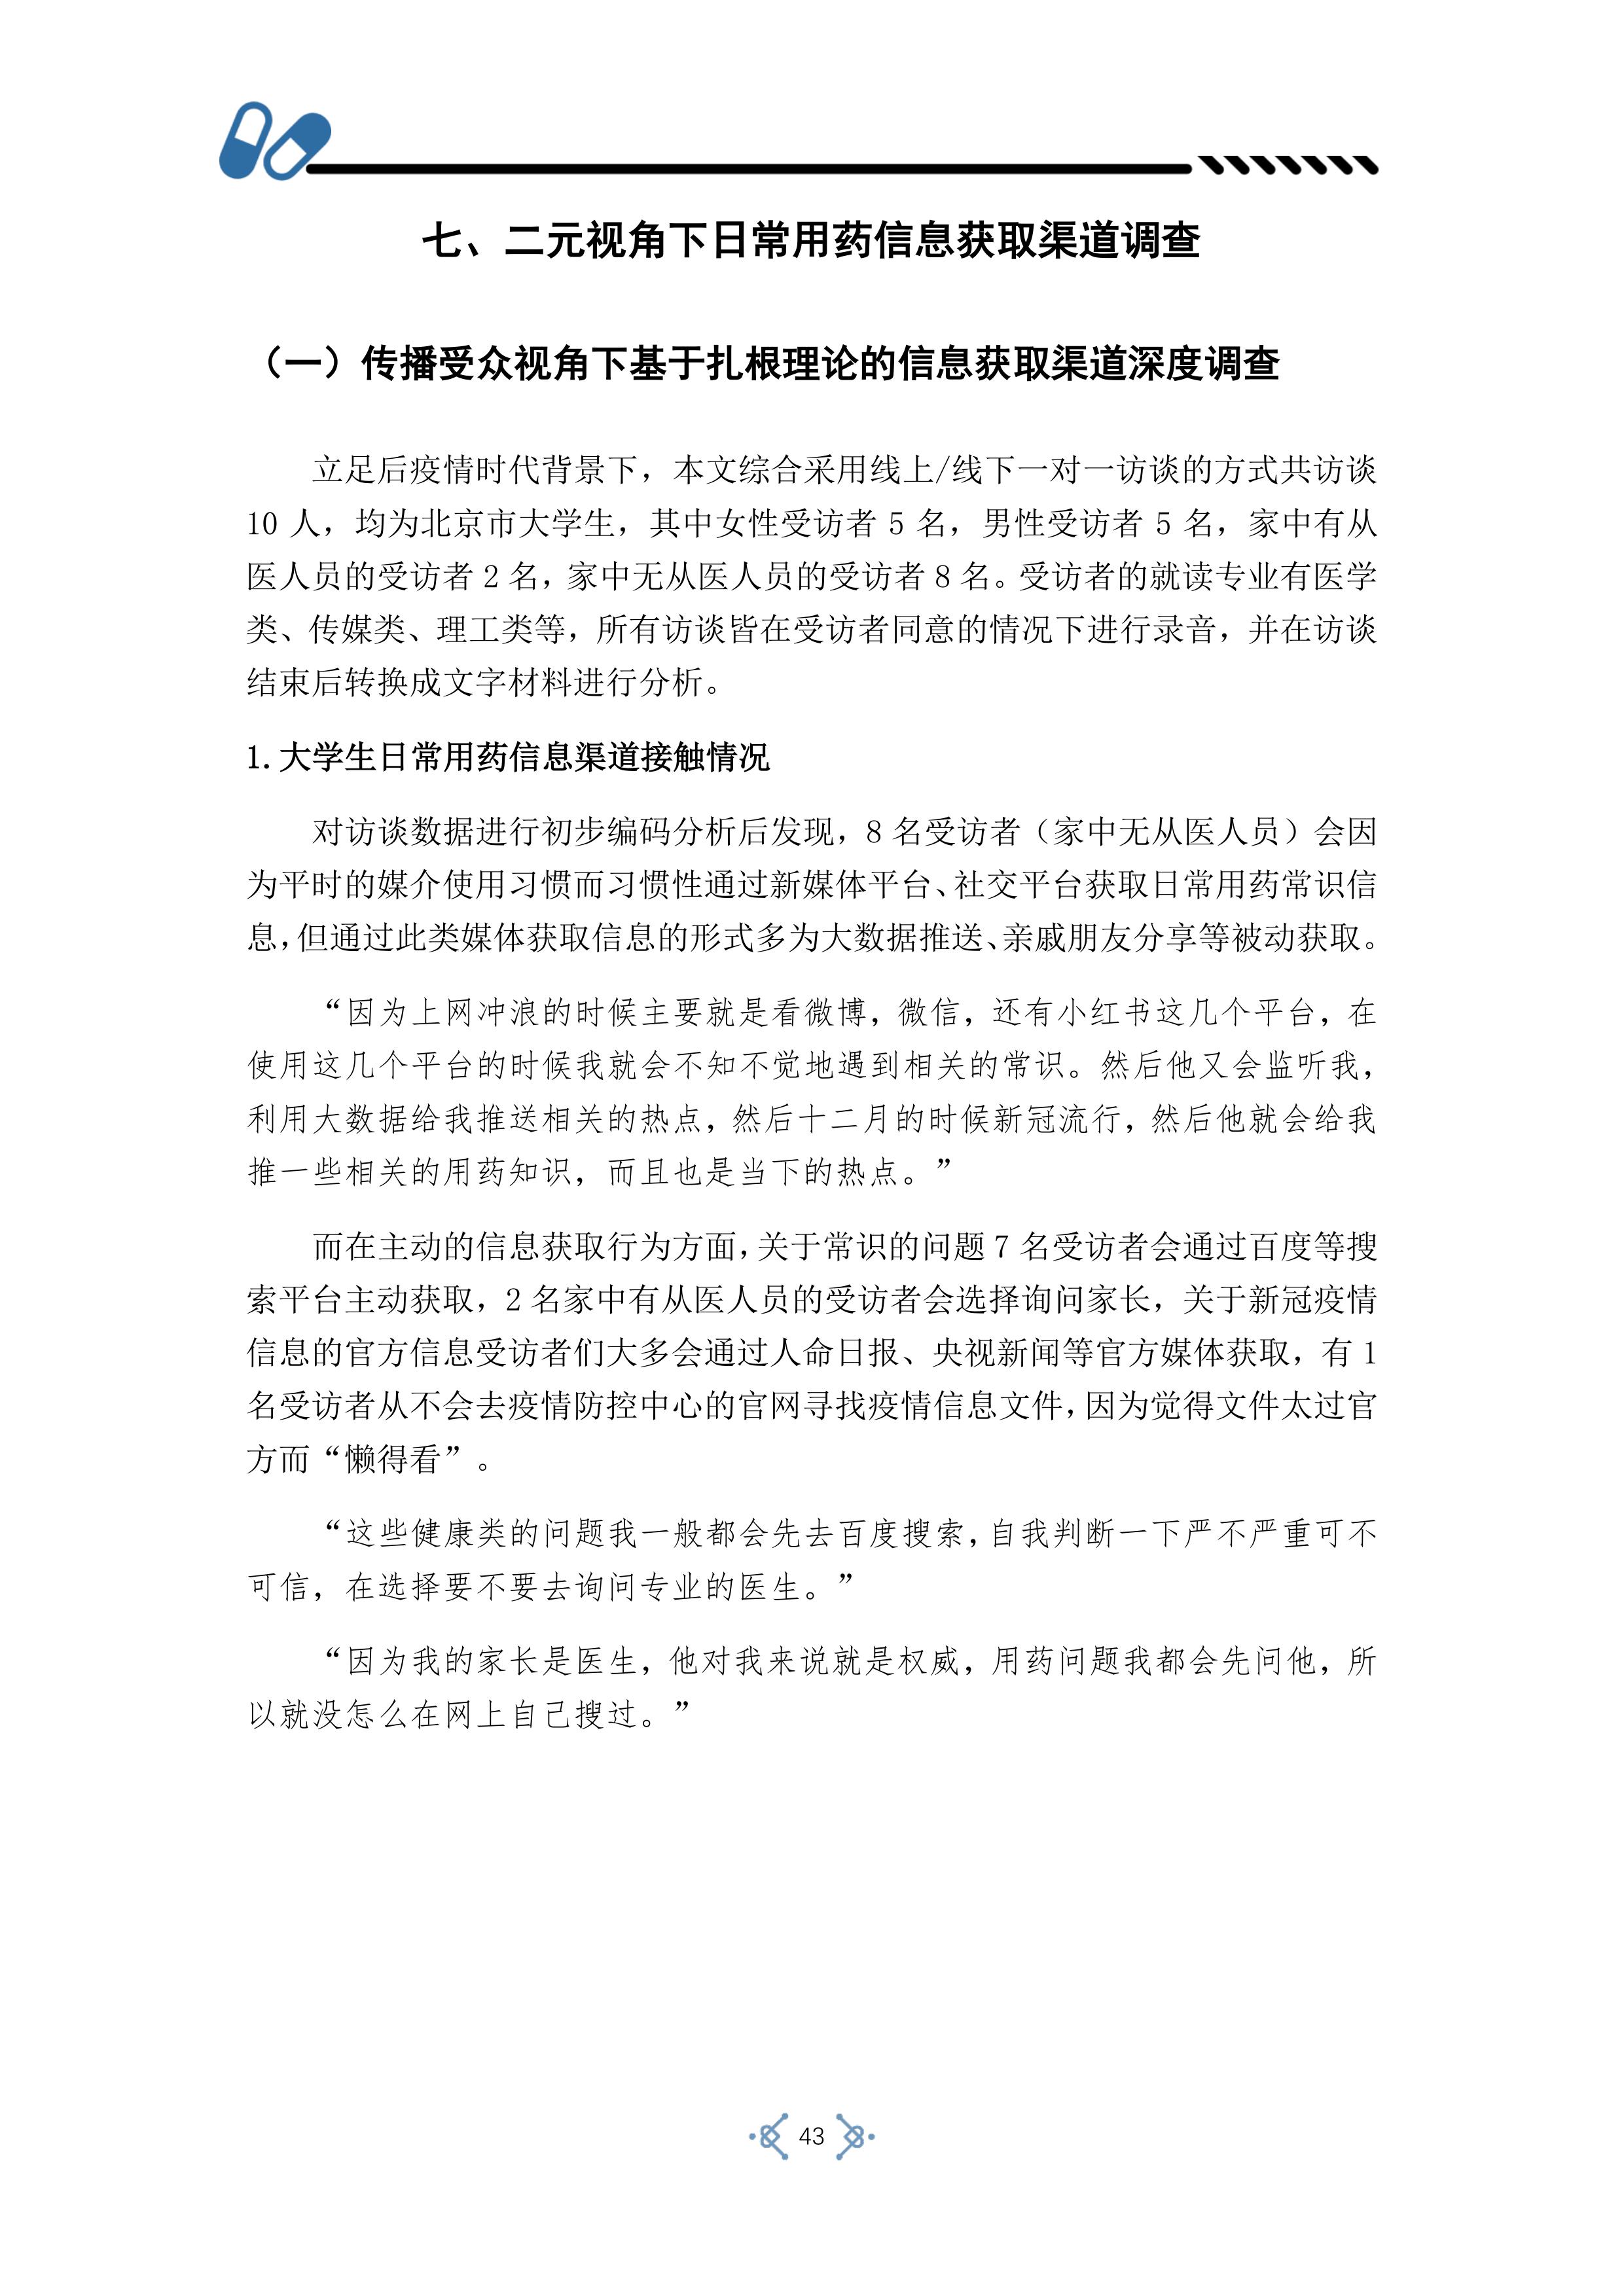 七、二元视角下日常用药信息获取渠道调查
（一）传播受众视角下基于扎根理论的信息获取渠道深度调查
立足后疫情时代背景下，本文综合采用线上/线下一对一访谈的方式共访谈
10 人，均为北京市大学生，其中女性受访者 5 名，男性受访者 5 名，家中有从
医人员的受访者 2 名，家中无从医人员的受访者 8 名。受访者的就读专业有医学
类、传媒类、理工类等，所有访谈皆在受访者同意的情况下进行录音，并在访谈
结束后转换成文字材料进行分析。
1.大学生日常用药信息渠道接触情况
对访谈数据进行初步编码分析后发现，8 名受访者（家中无从医人员）会因
为平时的媒介使用习惯而习惯性通过新媒体平台、社交平台获取日常用药常识信
息，但通过此类媒体获取信息的形式多为大数据推送、亲戚朋友分享等被动获取。
“因为上网冲浪的时候主要就是看微博，微信，还有小红书这几个平台，在
使用这几个平台的时候我就会不知不觉地遇到相关的常识。然后他又会监听我，
利用大数据给我推送相关的热点，然后十二月的时候新冠流行，然后他就会给我
推一些相关的用药知识，而且也是当下的热点。”
而在主动的信息获取行为方面，关于常识的问题 7 名受访者会通过百度等搜
索平台主动获取，2 名家中有从医人员的受访者会选择询问家长，关于新冠疫情
信息的官方信息受访者们大多会通过人命日报、央视新闻等官方媒体获取，有 1
名受访者从不会去疫情防控中心的官网寻找疫情信息文件，因为觉得文件太过官
方而“懒得看”。
“这些健康类的问题我一般都会先去百度搜索，自我判断一下严不严重可不
可信，在选择要不要去询问专业的医生。”
“因为我的家长是医生，他对我来说就是权威，用药问题我都会先问他，所
以就没怎么在网上自己搜过。”
43